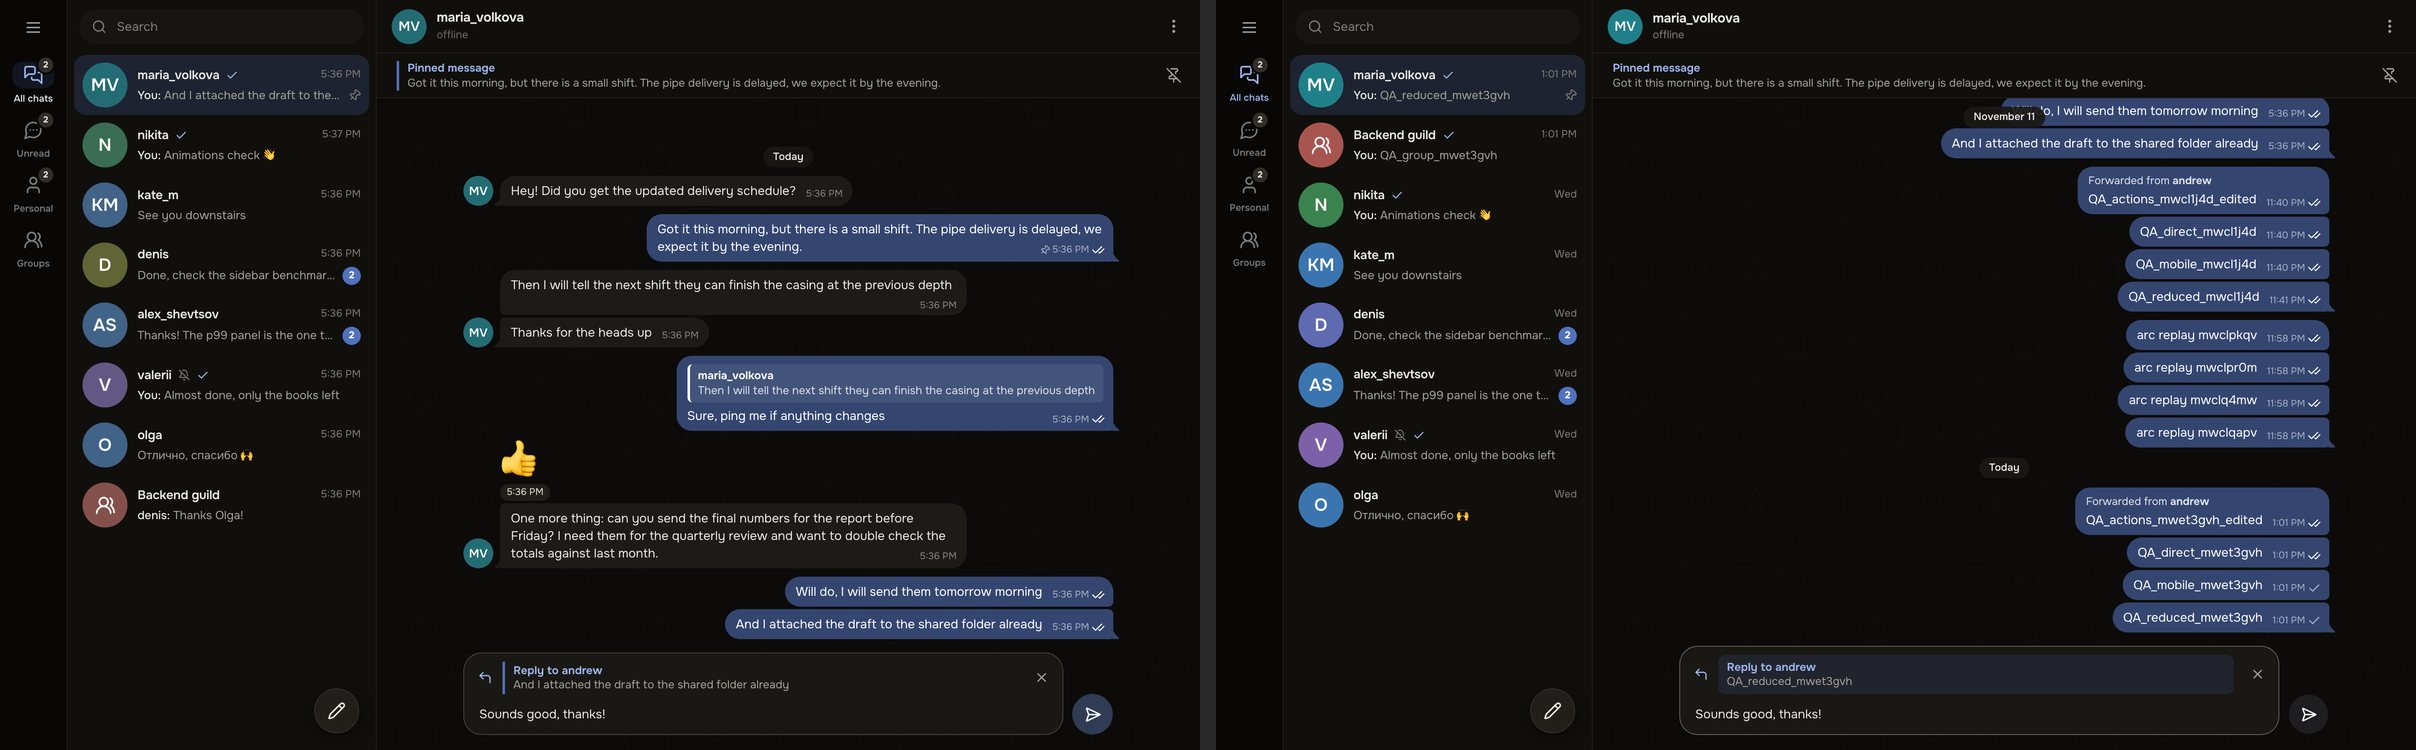 Search
2
All chats
2
Unread
2
Personal
Groups
MV
maria_volkova
5:36 PM
You: And I attached the draft to the...
N
nikita
5:37 PM
You: Animations check 👋
KM
kate_m
5:36 PM
See you downstairs
D
denis
5:36 PM
Done, check the sidebar benchmar...
2
AS
alex_shevtsov
5:36 PM
Thanks! The p99 panel is the one t...
2
V
valerii
5:36 PM
You: Almost done, only the books left
O
olga
5:36 PM
Отлично, спасибо 🙌
Backend guild
5:36 PM
denis: Thanks Olga!
MV
maria_volkova
offline
Pinned message
Got it this morning, but there is a small shift. The pipe delivery is delayed, we expect it by the evening.
Today
MV
Hey! Did you get the updated delivery schedule? 5:36 PM
Got it this morning, but there is a small shift. The pipe delivery is delayed, we
expect it by the evening.
5:36 PM
Then I will tell the next shift they can finish the casing at the previous depth
5:36 PM
MV
Thanks for the heads up 5:36 PM
maria_volkova
Then I will tell the next shift they can finish the casing at the previous depth
Sure, ping me if anything changes 5:36 PM
👍
5:36 PM
One more thing: can you send the final numbers for the report before
Friday? I need them for the quarterly review and want to double check the
totals against last month. 5:36 PM
MV
Will do, I will send them tomorrow morning 5:36 PM
And I attached the draft to the shared folder already 5:36 PM
Reply to andrew
And I attached the draft to the shared folder already
Sounds good, thanks!
Search
2
All chats
2
Unread
2
Personal
Groups
MV
maria_volkova
1:01 PM
You: QA_reduced_mwet3gvh
Backend guild
1:01 PM
You: QA_group_mwet3gvh
N
nikita
Wed
You: Animations check 👋
KM
kate_m
Wed
See you downstairs
D
denis
Wed
Done, check the sidebar benchmar...
2
AS
alex_shevtsov
Wed
Thanks! The p99 panel is the one t...
2
V
valerii
Wed
You: Almost done, only the books left
O
olga
Wed
Отлично, спасибо 🙌
MV
maria_volkova
offline
Pinned message
Got it this morning, but there is a small shift. The pipe delivery is delayed, we expect it by the evening.
I will send them tomorrow morning 5:36 PM
November 11
And I attached the draft to the shared folder already 5:36 PM
Forwarded from andrew
QA_actions_mwcl1j4d_edited 11:40 PM
QA_direct_mwcl1j4d 11:40 PM
QA_mobile_mwcl1j4d 11:40 PM
QA_reduced_mwcl1j4d 11:41 PM
arc replay mwclpkqv 11:58 PM
arc replay mwclpr0m 11:58 PM
arc replay mwclq4mw 11:58 PM
arc replay mwclqapv 11:58 PM
Today
Forwarded from andrew
QA_actions_mwet3gvh_edited 1:01 PM
QA_direct_mwet3gvh 1:01 PM
QA_mobile_mwet3gvh 1:01 PM
QA_reduced_mwet3gvh 1:01 PM
Reply to andrew
QA_reduced_mwet3gvh
Sounds good, thanks!